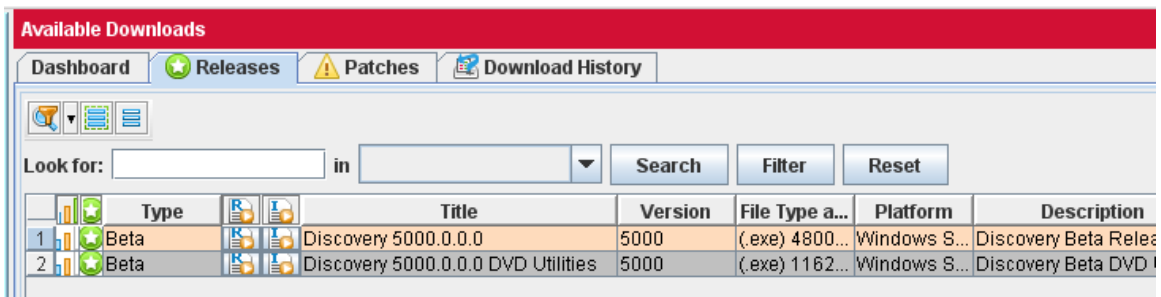 Available Downloads
Dashboard Releases Patches Download History
Look for: in Search Filter Reset
Type R I Title Version File Type a... Platform Description
1 Beta R I Discovery 5000.0.0.0 5000 (.exe) 4800... Windows S... Discovery Beta Relea
2 Beta R I Discovery 5000.0.0.0 DVD Utilities 5000 (.exe) 1162... Windows S... Discovery Beta DVD